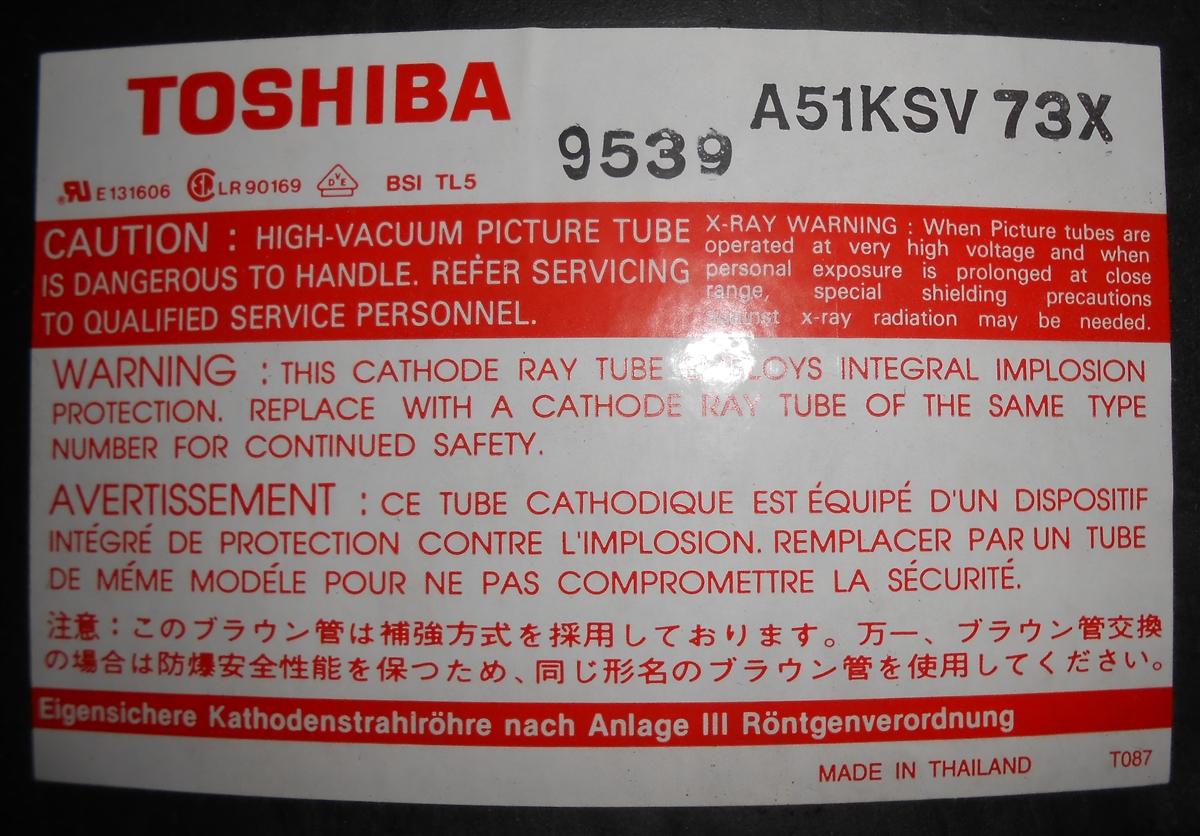 TOSHIBA
A51KSV 73X
9539
E131606 LR 90169 VDE BSI TL5
CAUTION : HIGH-VACUUM PICTURE TUBE
IS DANGEROUS TO HANDLE. REFER SERVICING
TO QUALIFIED SERVICE PERSONNEL.
X-RAY WARNING : When Picture tubes are
operated at very high voltage and when
personal exposure is prolonged at close
range, special shielding precautions
against x-ray radiation may be needed.
WARNING : THIS CATHODE RAY TUBE EMPLOYS INTEGRAL IMPLOSION
PROTECTION. REPLACE WITH A CATHODE RAY TUBE OF THE SAME TYPE
NUMBER FOR CONTINUED SAFETY.
AVERTISSEMENT : CE TUBE CATHODIQUE EST ÉQUIPÉ D'UN DISPOSITIF
INTÉGRÉ DE PROTECTION CONTRE L'IMPLOSION. REMPLACER PAR UN TUBE
DE MÉME MODÉLE POUR NE PAS COMPROMETTRE LA SÉCURITÉ.
注意：このブラウン管は補強方式を採用しております。万一、ブラウン管交換
の場合は防爆安全性能を保つため、同じ形名のブラウン管を使用してください。
Eigensichere Kathodenstrahlröhre nach Anlage III Röntgenverordnung
MADE IN THAILAND
T087